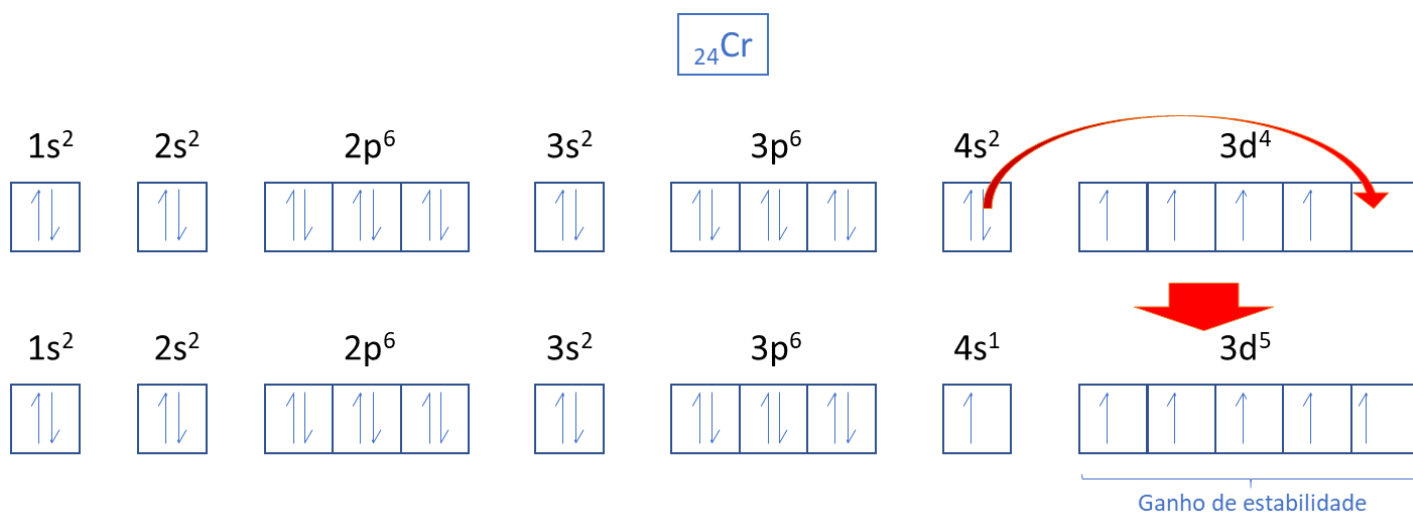 ₂₄Cr
1s² 2s² 2p⁶ 3s² 3p⁶ 4s² 3d⁴
1s² 2s² 2p⁶ 3s² 3p⁶ 4s¹ 3d⁵
Ganho de estabilidade